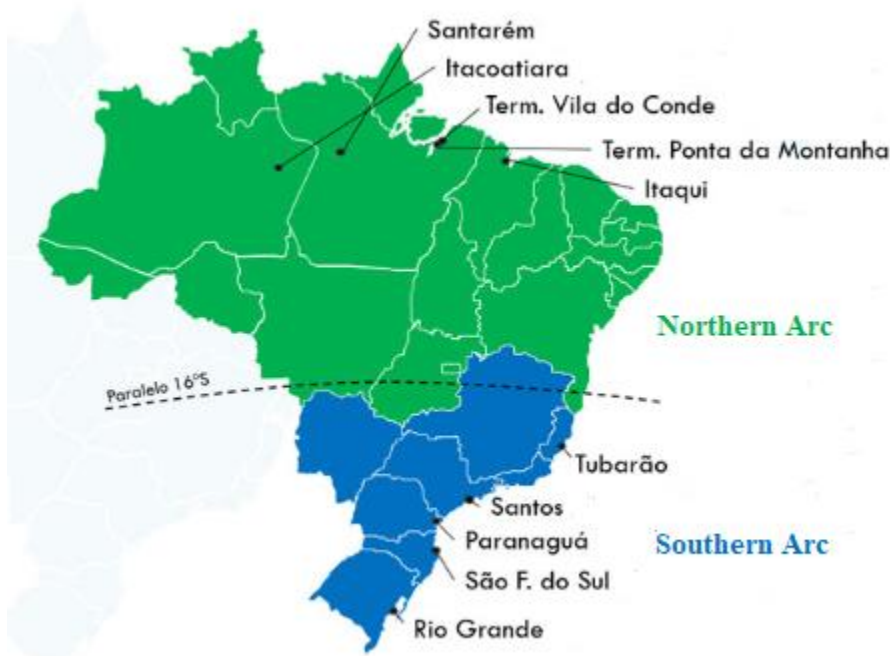 Santarém
Itacoatiara
Term. Vila do Conde
Term. Ponta da Montanha
Itaqui
Northern Arc
Paralelo 16ºS
Tubarão
Santos
Paranaguá
Southern Arc
São F. do Sul
Rio Grande